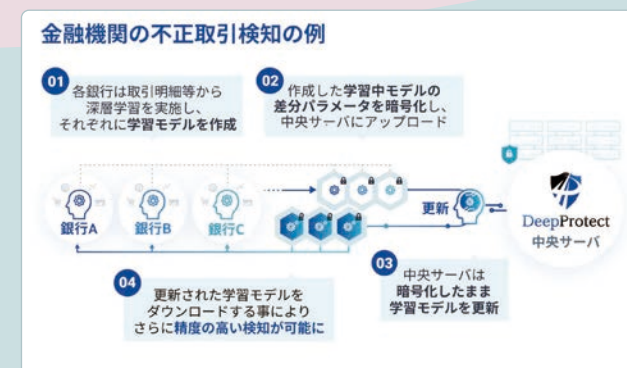 金融機関の不正取引検知の例
01
各銀行は取引明細等から
深層学習を実施し、
それぞれに学習モデルを作成
02
作成した学習中モデルの
差分パラメータを暗号化し、
中央サーバにアップロード
銀行A
銀行B
銀行C
更新
DeepProtect
中央サーバ
03
中央サーバは
暗号化したまま
学習モデルを更新
04
更新された学習モデルを
ダウンロードする事により
さらに精度の高い検知が可能に